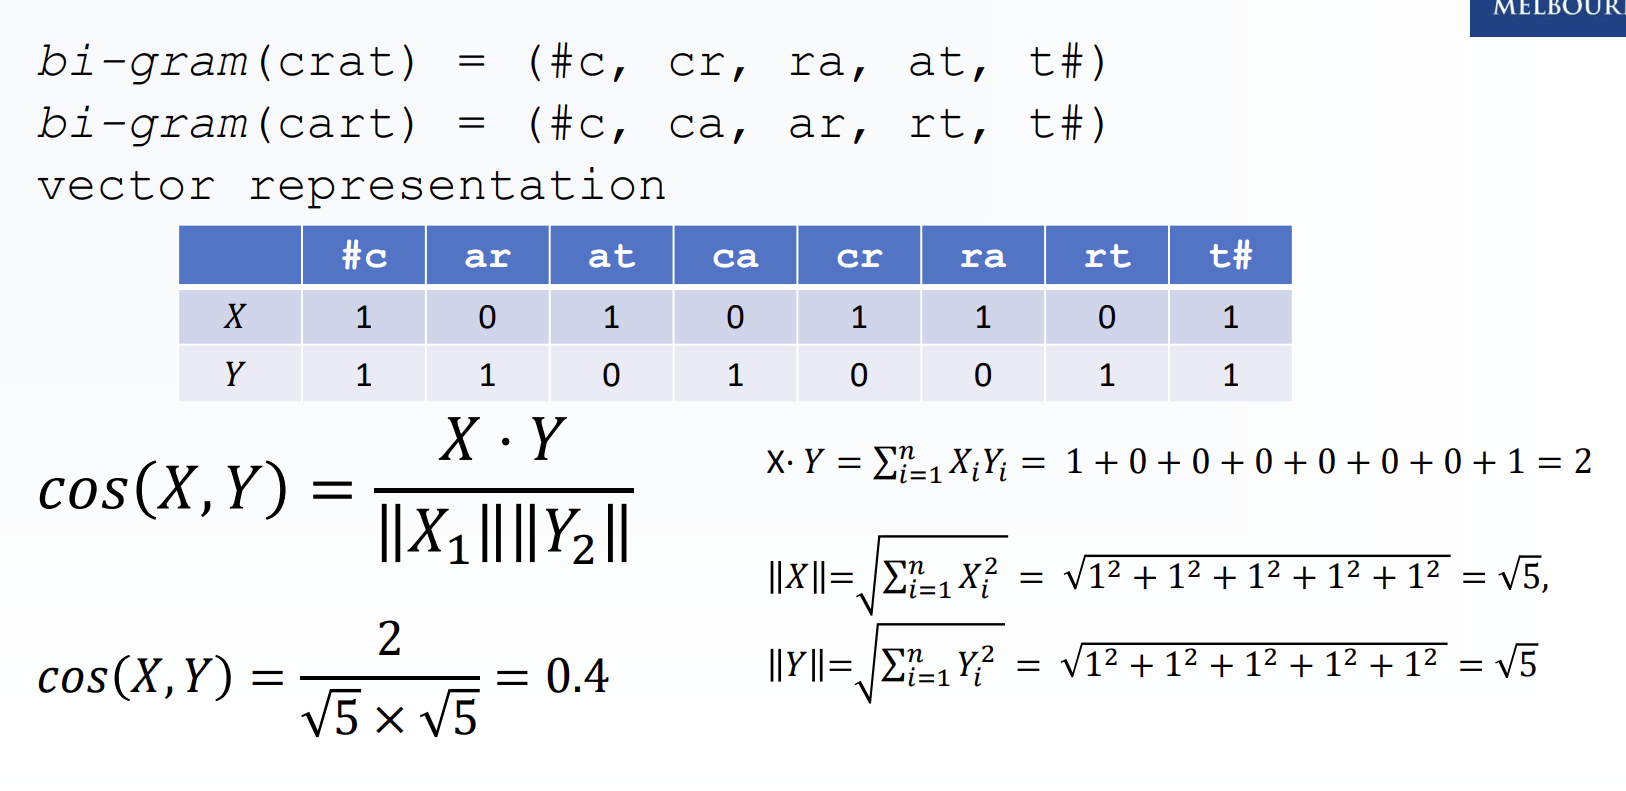 MELBOUR
bi-gram(crat) = (#c, cr, ra, at, t#)
bi-gram(cart) = (#c, ca, ar, rt, t#)
vector representation
#c ar at ca cr ra rt t#
X 1 0 1 0 1 1 0 1
Y 1 1 0 1 0 0 1 1
cos(X, Y) = X · Y / ‖X₁‖‖Y₂‖
X· Y = ∑ⁿᵢ₌₁ XᵢYᵢ = 1 + 0 + 0 + 0 + 0 + 0 + 0 + 1 = 2
‖X‖= √∑ⁿᵢ₌₁ Xᵢ² = √1² + 1² + 1² + 1² + 1² = √5,
‖Y‖= √∑ⁿᵢ₌₁ Yᵢ² = √1² + 1² + 1² + 1² + 1² = √5
cos(X, Y) = 2 / √5 × √5 = 0.4